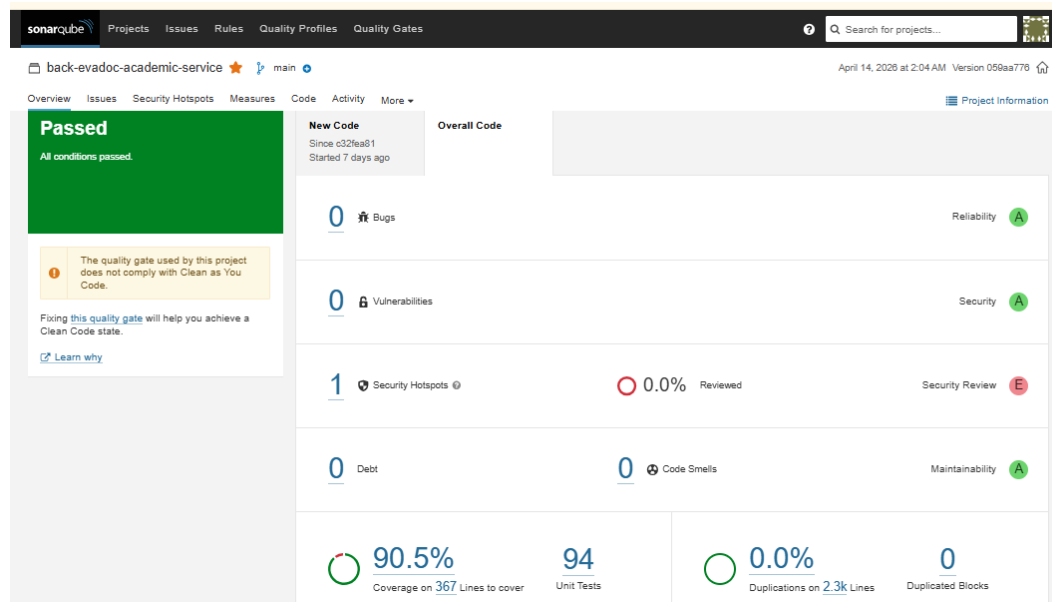 sonarqube Projects Issues Rules Quality Profiles Quality Gates ? Search for projects...
back-evadoc-academic-service main April 14, 2026 at 2:04 AM Version 059aa776
Overview Issues Security Hotspots Measures Code Activity More Project Information
Passed
All conditions passed.
The quality gate used by this project
does not comply with Clean as You
Code.
Fixing this quality gate will help you achieve a
Clean Code state.
Learn why
New Code
Since c32fea81
Started 7 days ago
Overall Code
0 Bugs Reliability A
0 Vulnerabilities Security A
1 Security Hotspots ? 0.0% Reviewed Security Review E
0 Debt 0 Code Smells Maintainability A
90.5% 94 0.0% 0
Coverage on 367 Lines to cover Unit Tests Duplications on 2.3k Lines Duplicated Blocks